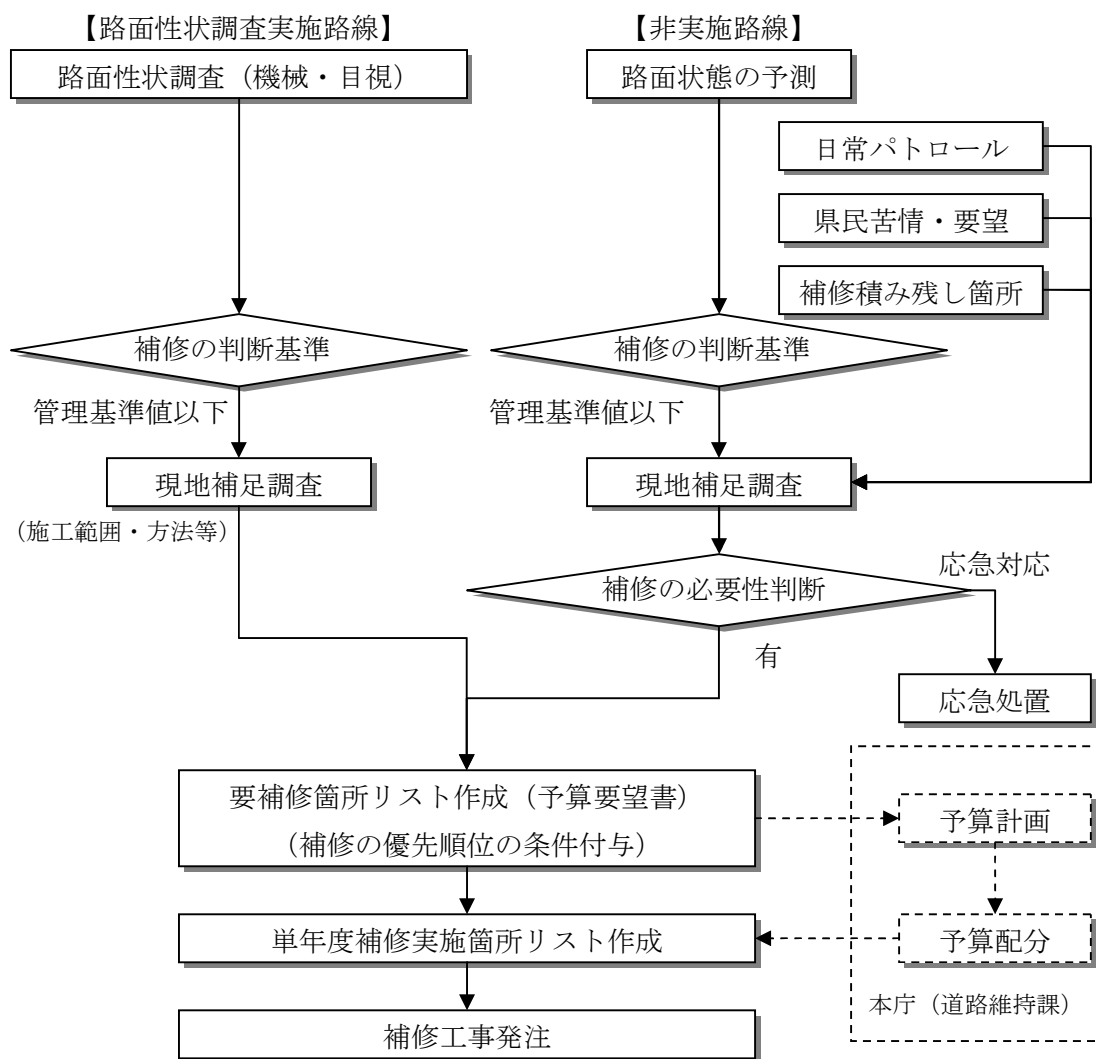 【路面性状調査実施路線】
【非実施路線】
路面性状調査（機械・目視）
路面状態の予測
日常パトロール
県民苦情・要望
補修積み残し箇所
補修の判断基準
補修の判断基準
管理基準値以下
管理基準値以下
現地補足調査
現地補足調査
（施工範囲・方法等）
応急対応
補修の必要性判断
有
応急処置
要補修箇所リスト作成（予算要望書）
（補修の優先順位の条件付与）
予算計画
単年度補修実施箇所リスト作成
予算配分
本庁（道路維持課）
補修工事発注